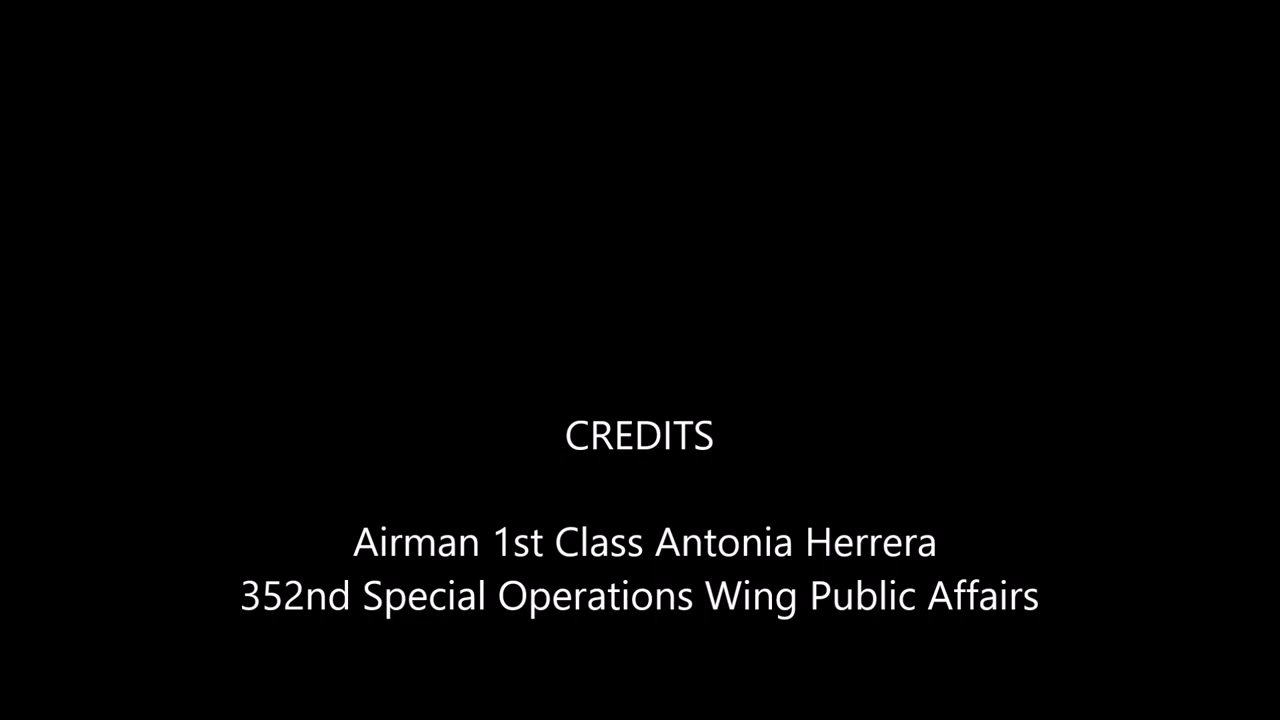 CREDITS
Airman 1st Class Antonia Herrera
352nd Special Operations Wing Public Affairs